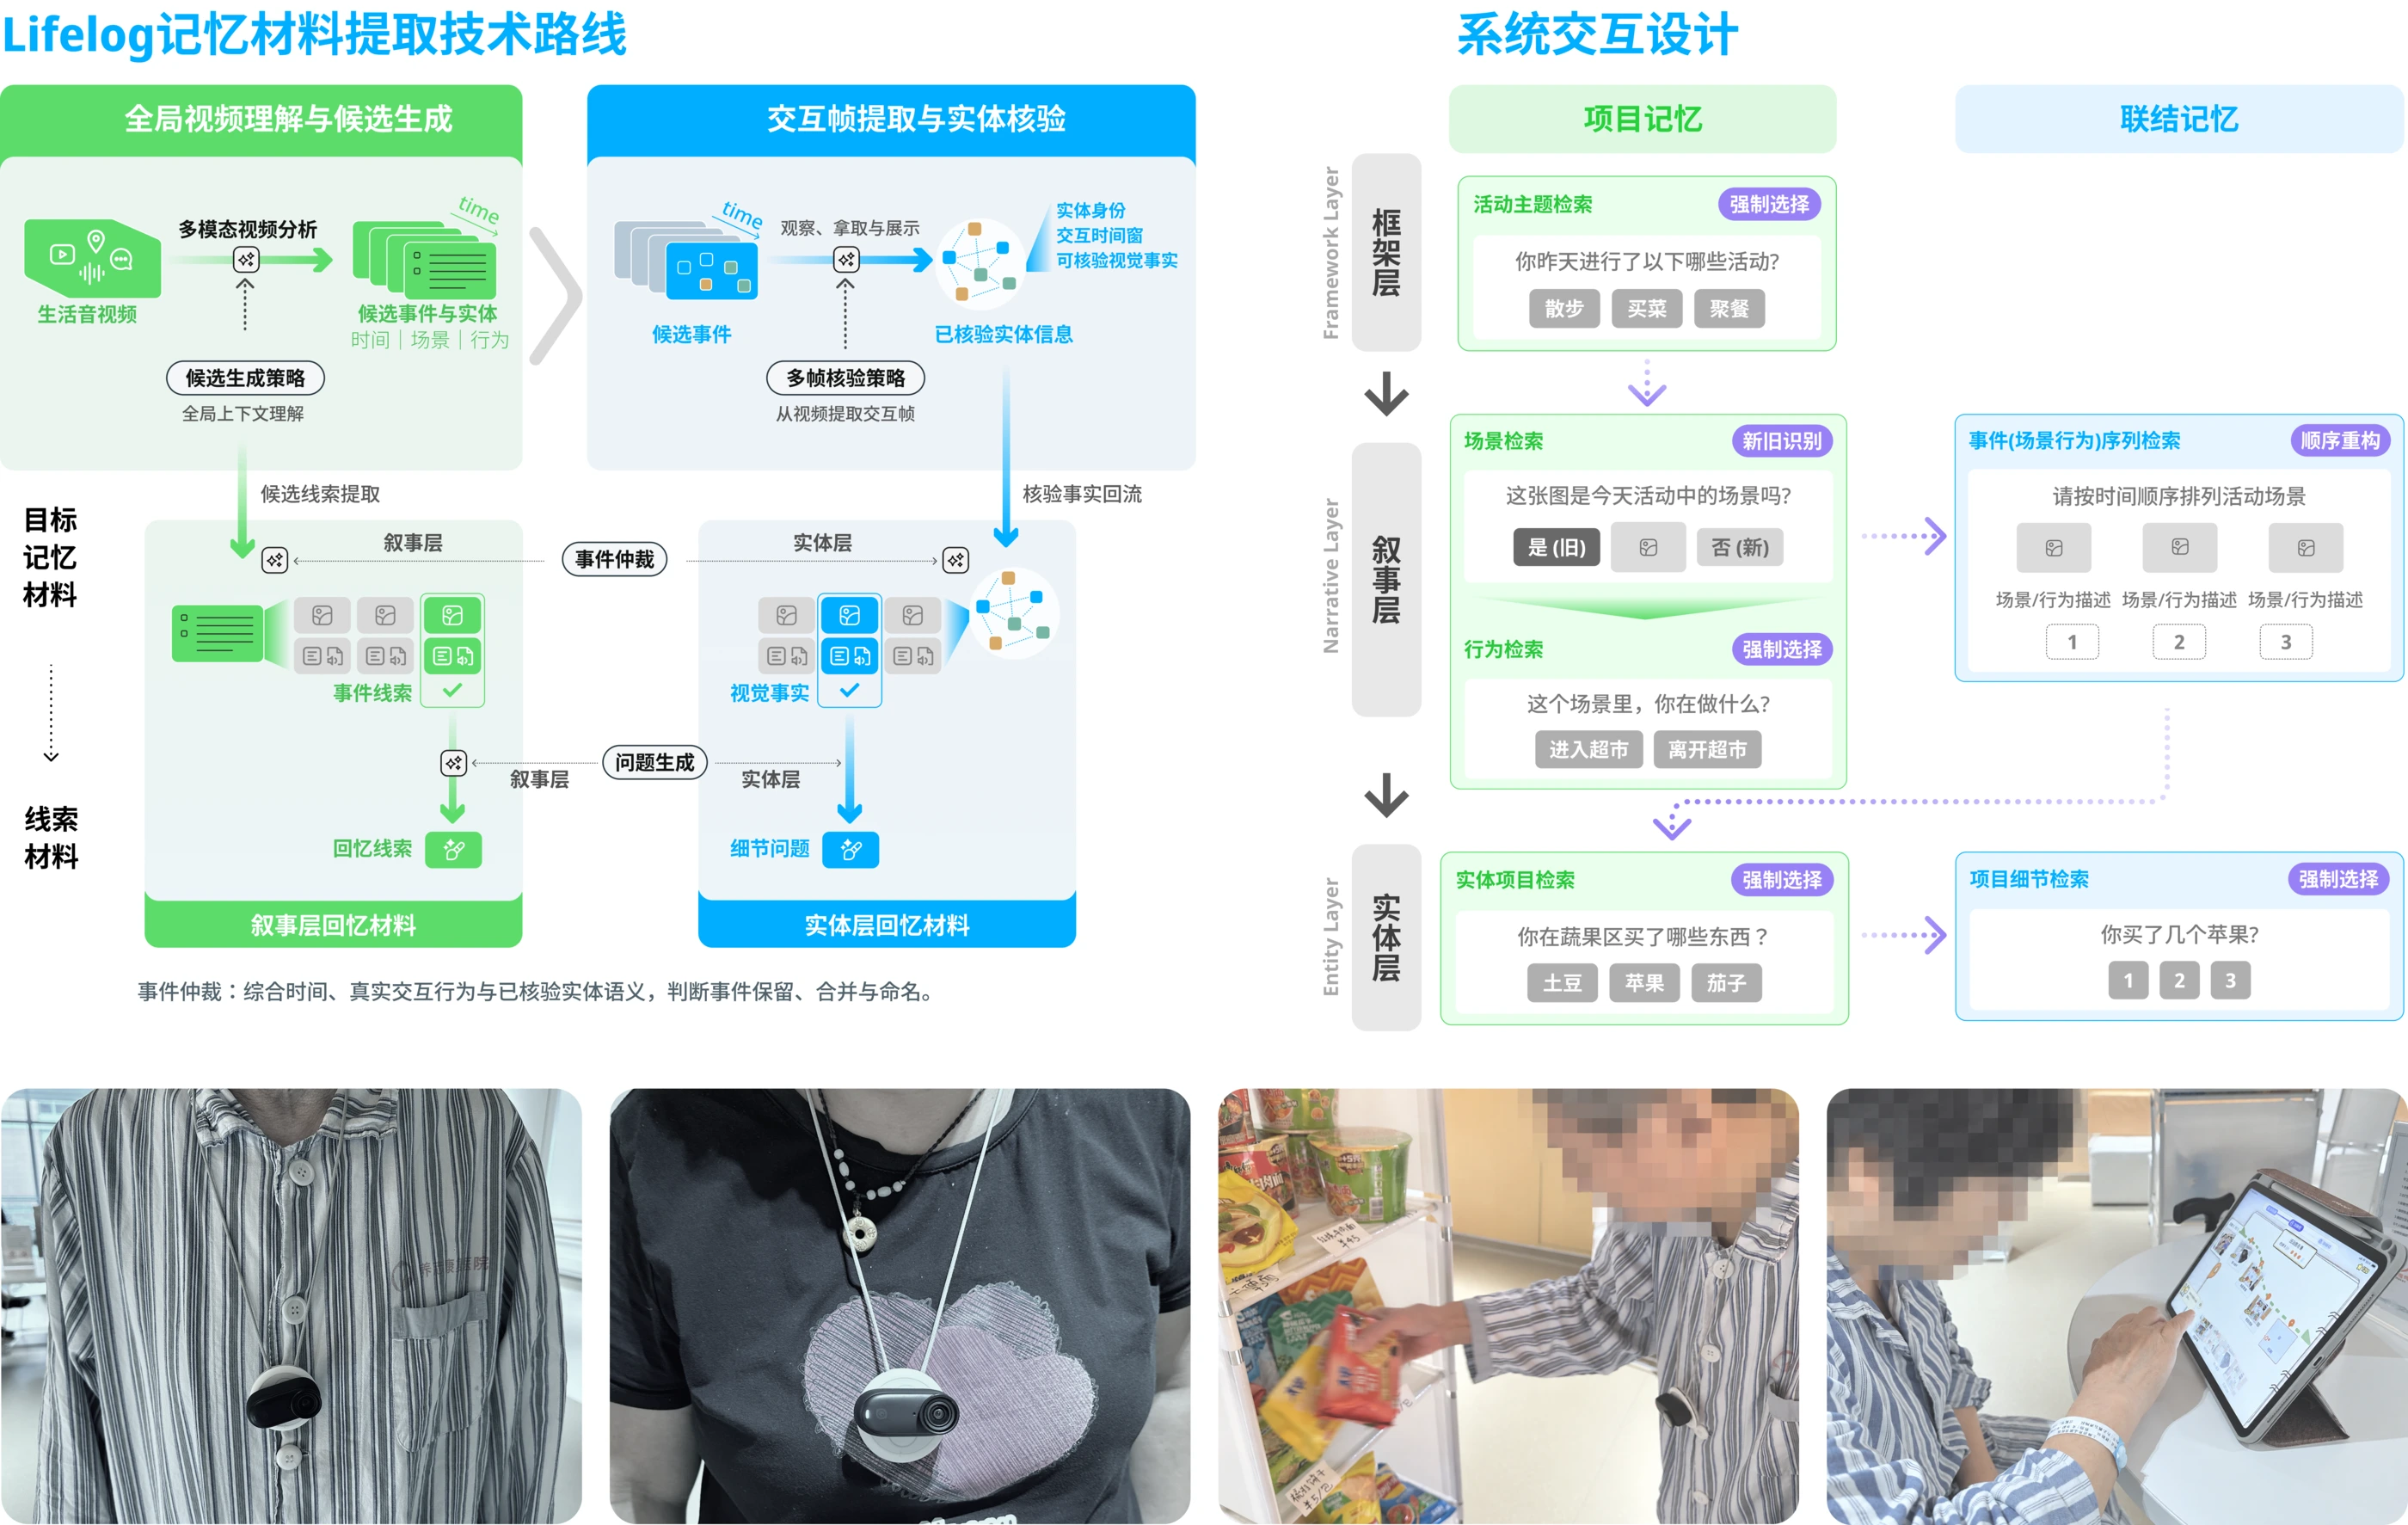 Lifelog记忆材料提取技术路线
全局视频理解与候选生成
生活音视频
多模态视频分析
time
候选事件与实体
时间｜场景｜行为
候选生成策略
全局上下文理解
交互帧提取与实体核验
time
候选事件
观察、拿取与展示
实体身份
交互时间窗
可核验视觉事实
已核验实体信息
多帧核验策略
从视频提取交互帧
候选线索提取
核验事实回流
目标
记忆
材料
线索
材料
叙事层
事件仲裁
实体层
事件线索
视觉事实
叙事层
问题生成
实体层
回忆线索
细节问题
叙事层回忆材料
实体层回忆材料
事件仲裁：综合时间、真实交互行为与已核验实体语义，判断事件保留、合并与命名。
系统交互设计
项目记忆
联结记忆
Framework Layer
框架层
活动主题检索
强制选择
你昨天进行了以下哪些活动?
散步
买菜
聚餐
Narrative Layer
叙事层
场景检索
新旧识别
这张图是今天活动中的场景吗?
是 (旧)
否 (新)
行为检索
强制选择
这个场景里，你在做什么?
进入超市
离开超市
事件(场景行为)序列检索
顺序重构
请按时间顺序排列活动场景
场景/行为描述
场景/行为描述
场景/行为描述
1
2
3
Entity Layer
实体层
实体项目检索
强制选择
你在蔬果区买了哪些东西？
土豆
苹果
茄子
项目细节检索
强制选择
你买了几个苹果?
1
2
3